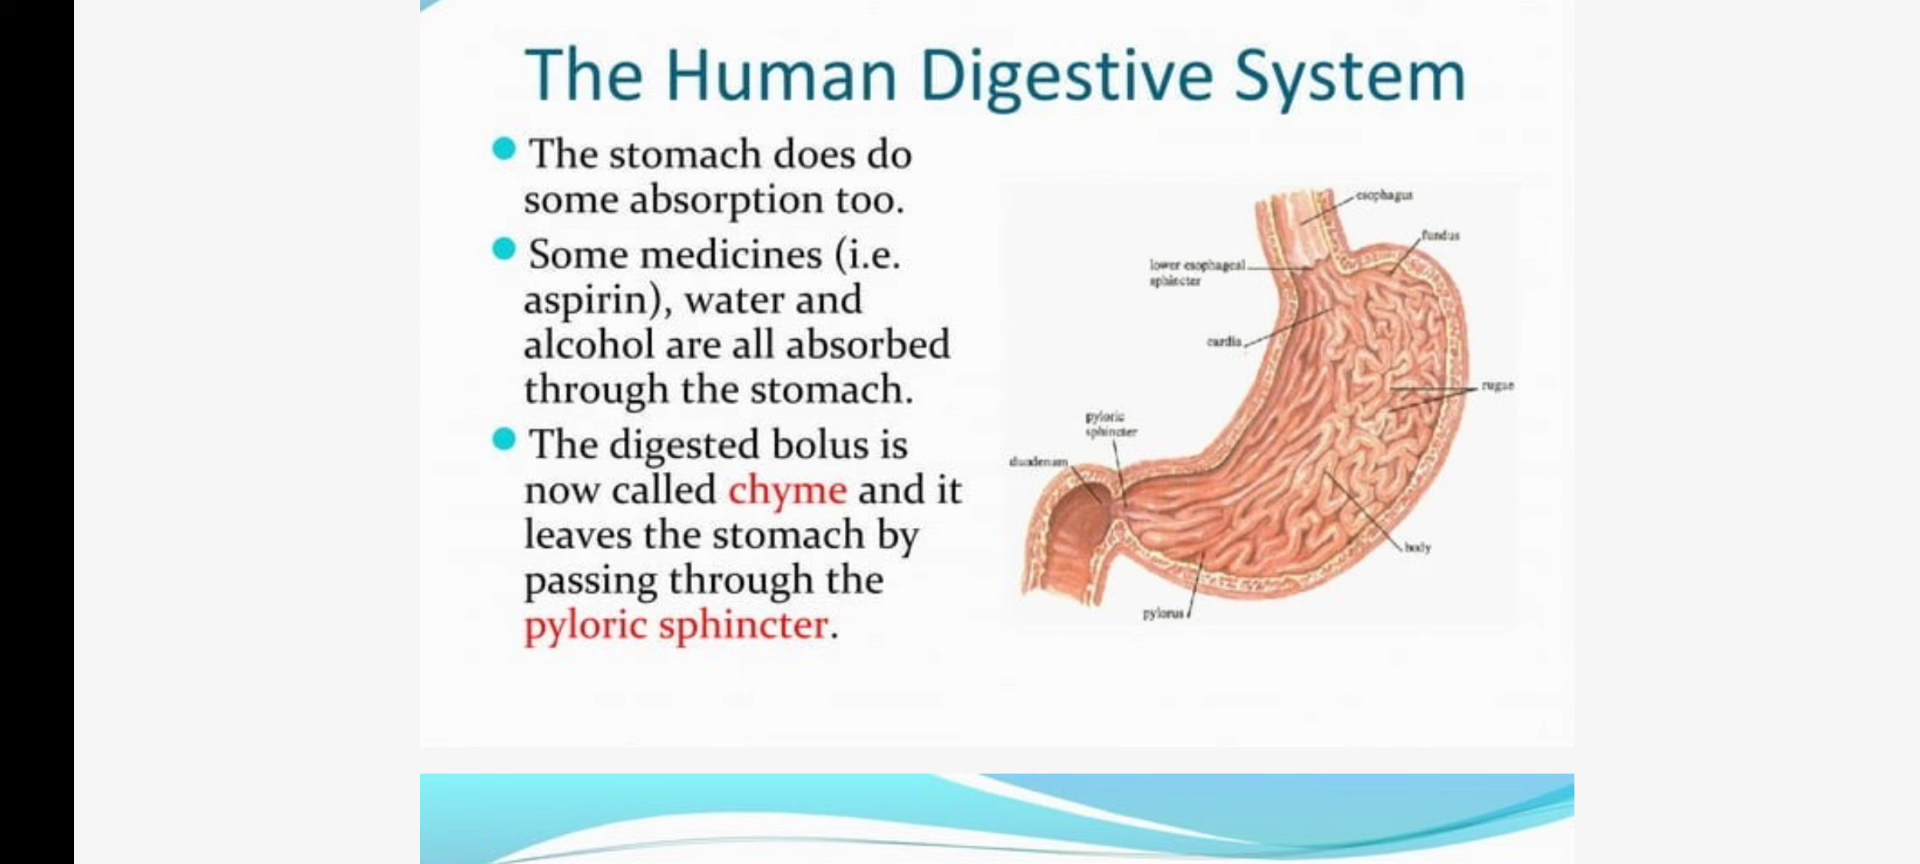 The Human Digestive System
The stomach does do
some absorption too.
Some medicines (i.e.
aspirin), water and
alcohol are all absorbed
through the stomach.
The digested bolus is
now called chyme and it
leaves the stomach by
passing through the
pyloric sphincter.
esophagus
fundus
lower esophageal
sphincter
cardia
rugae
pyloric
sphincter
duodenum
body
pylorus